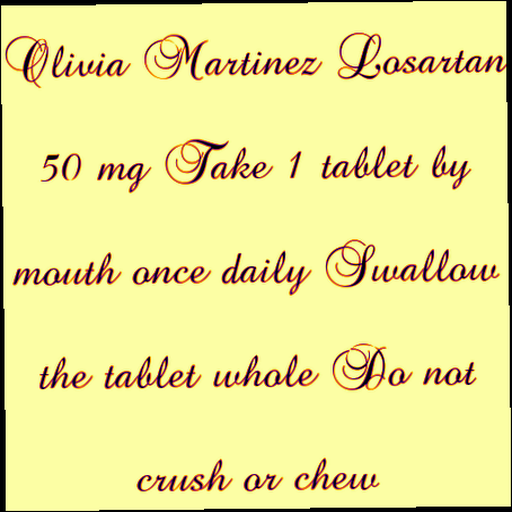 Olivia Martinez Losartan
50 mg Take 1 tablet by
mouth once daily Swallow
the tablet whole Do not
crush or chew